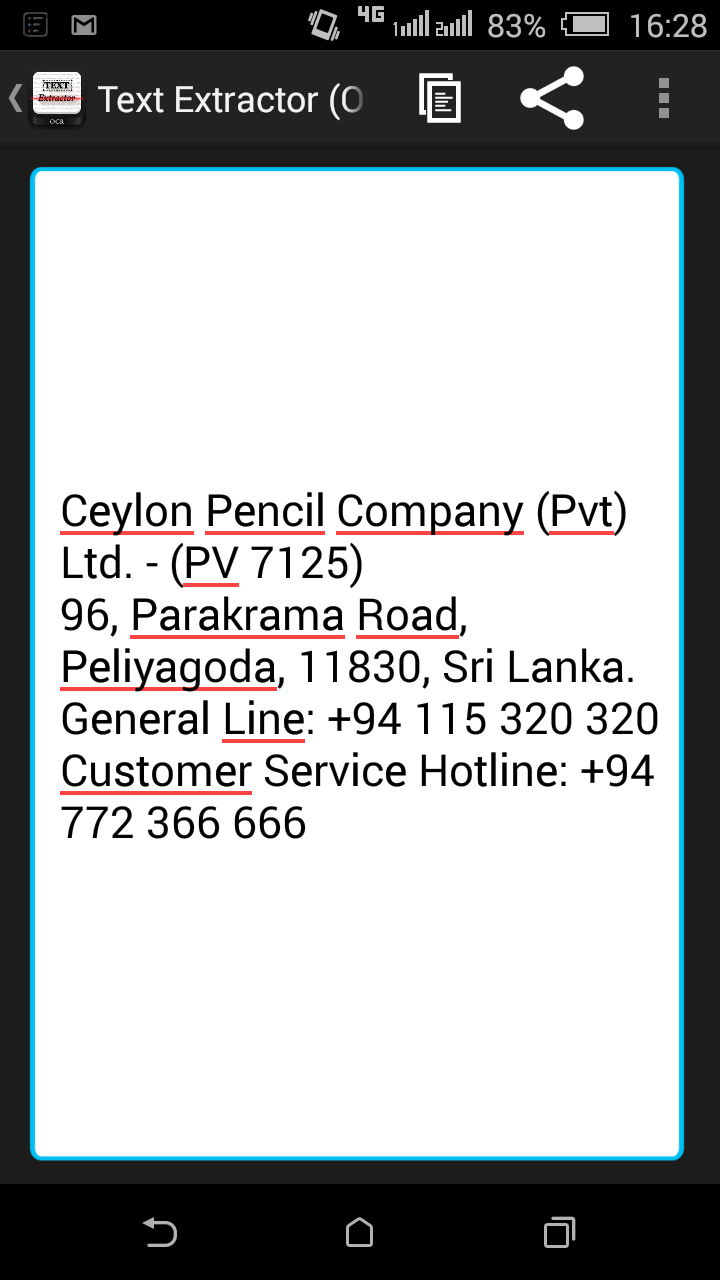 4G 1 2 83% 16:28
TEXT
Extractor
OCR
Text Extractor (O
Ceylon Pencil Company (Pvt)
Ltd. - (PV 7125)
96, Parakrama Road,
Peliyagoda, 11830, Sri Lanka.
General Line: +94 115 320 320
Customer Service Hotline: +94
772 366 666